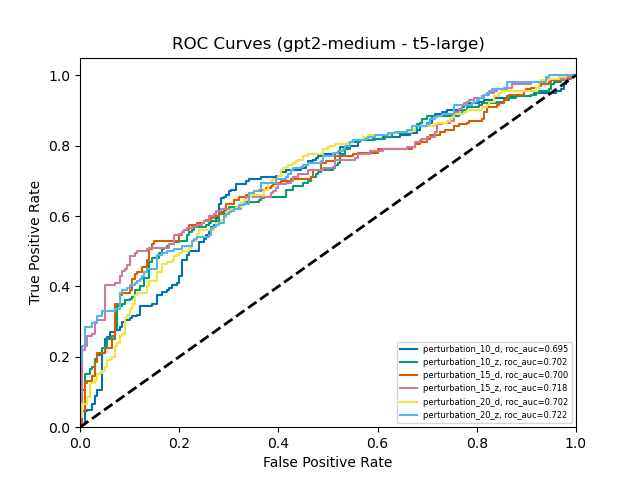 ROC Curves (gpt2-medium - t5-large)
True Positive Rate
1.0
0.8
0.6
0.4
0.2
0.0
perturbation_10_d, roc_auc=0.695
perturbation_10_z, roc_auc=0.702
perturbation_15_d, roc_auc=0.700
perturbation_15_z, roc_auc=0.718
perturbation_20_d, roc_auc=0.702
perturbation_20_z, roc_auc=0.722
0.0 0.2 0.4 0.6 0.8 1.0
False Positive Rate